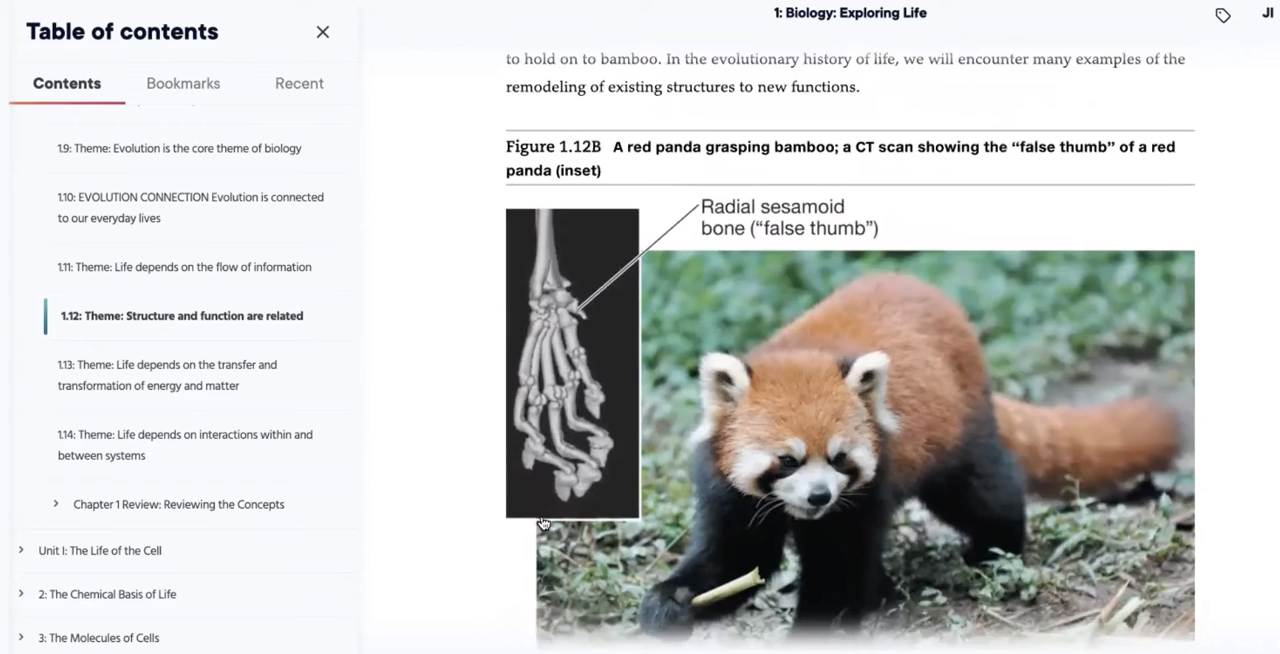 Table of contents
Contents
Bookmarks
Recent
1.9: Theme: Evolution is the core theme of biology
1.10: EVOLUTION CONNECTION Evolution is connected
to our everyday lives
1.11: Theme: Life depends on the flow of information
1.12: Theme: Structure and function are related
1.13: Theme: Life depends on the transfer and
transformation of energy and matter
1.14: Theme: Life depends on interactions within and
between systems
Chapter 1 Review: Reviewing the Concepts
Unit I: The Life of the Cell
2: The Chemical Basis of Life
3: The Molecules of Cells
1: Biology: Exploring Life
to hold on to bamboo. In the evolutionary history of life, we will encounter many examples of the
remodeling of existing structures to new functions.
Figure 1.12B A red panda grasping bamboo; a CT scan showing the “false thumb” of a red
panda (inset)
Radial sesamoid
bone (“false thumb”)